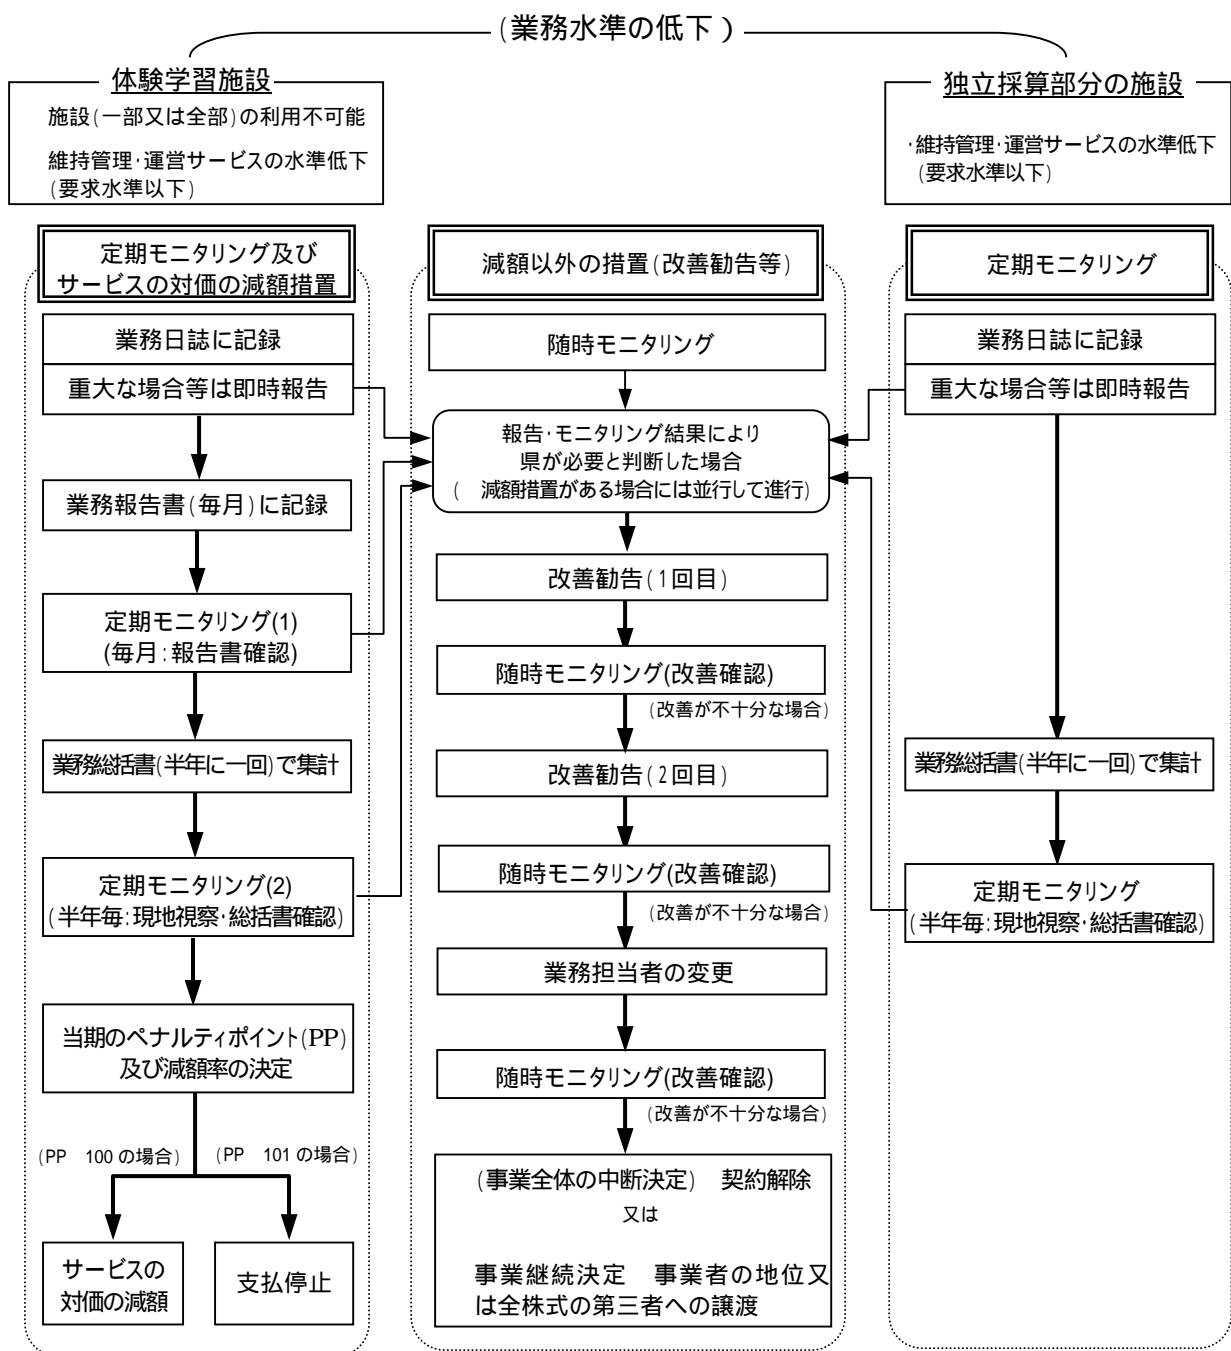 (業務水準の低下)
体験学習施設
施設(一部又は全部)の利用不可能
維持管理・運営サービスの水準低下
(要求水準以下)
独立採算部分の施設
・維持管理・運営サービスの水準低下
(要求水準以下)
定期モニタリング及び
サービスの対価の減額措置
業務日誌に記録
重大な場合等は即時報告
業務報告書(毎月)に記録
定期モニタリング(1)
(毎月:報告書確認)
業務総括書(半年に一回)で集計
定期モニタリング(2)
(半年毎:現地視察・総括書確認)
当期のペナルティポイント(PP)
及び減額率の決定
(PP 100 の場合)
(PP 101 の場合)
サービスの
対価の減額
支払停止
減額以外の措置(改善勧告等)
随時モニタリング
報告・モニタリング結果により
県が必要と判断した場合
( 減額措置がある場合には並行して進行)
改善勧告(1回目)
随時モニタリング(改善確認)
(改善が不十分な場合)
改善勧告(2回目)
随時モニタリング(改善確認)
(改善が不十分な場合)
業務担当者の変更
随時モニタリング(改善確認)
(改善が不十分な場合)
(事業全体の中断決定) 契約解除
又は
事業継続決定 事業者の地位又
は全株式の第三者への譲渡
定期モニタリング
業務日誌に記録
重大な場合等は即時報告
業務総括書(半年に一回)で集計
定期モニタリング
(半年毎:現地視察・総括書確認)